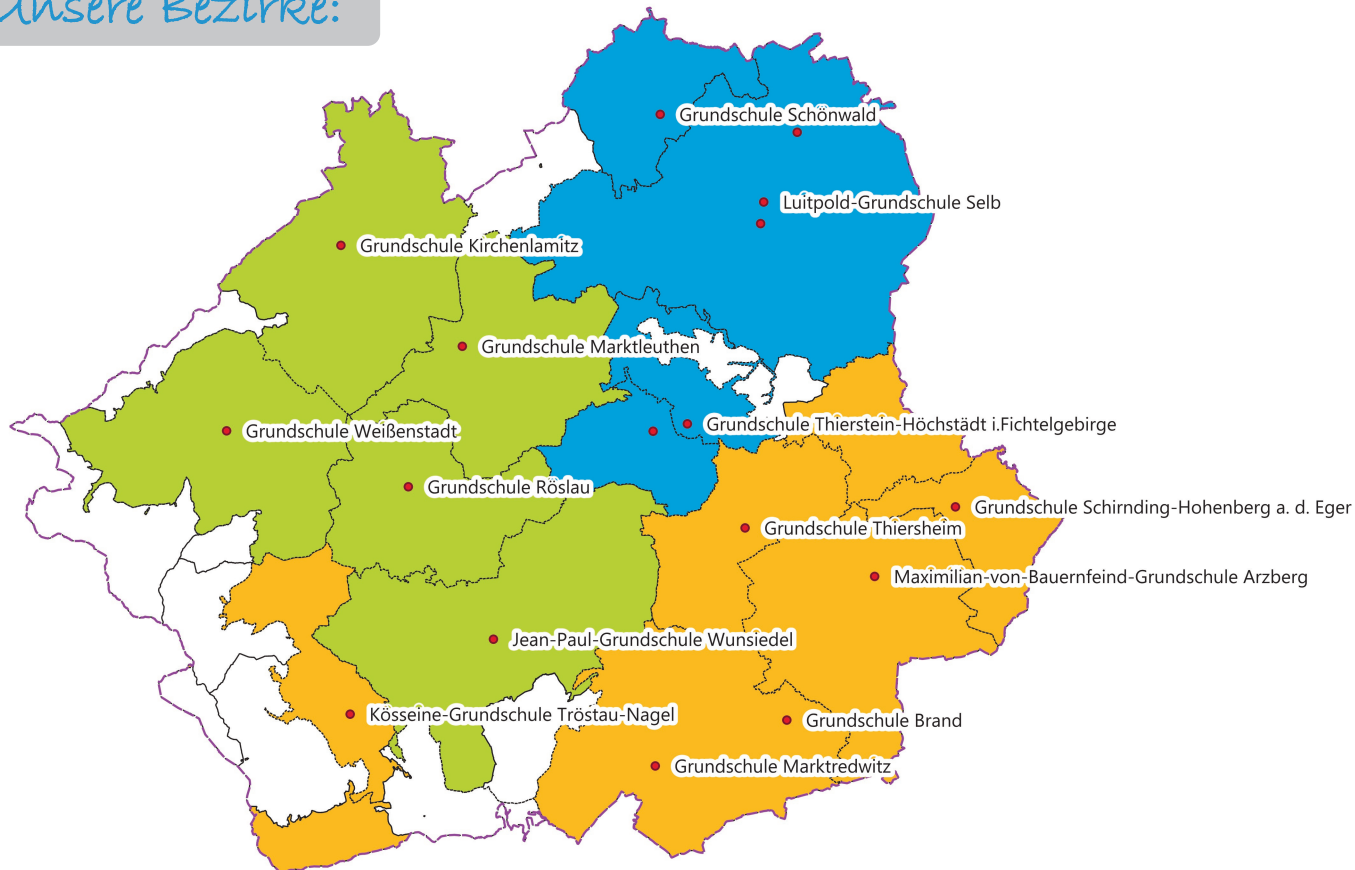 Unsere Bezirke:
Grundschule Schönwald
Luitpold-Grundschule Selb
Grundschule Kirchenlamitz
Grundschule Marktleuthen
Grundschule Thierstein-Höchstädt i.Fichtelgebirge
Grundschule Weißenstadt
Grundschule Röslau
Grundschule Schirnding-Hohenberg a. d. Eger
Grundschule Thiersheim
Maximilian-von-Bauernfeind-Grundschule Arzberg
Jean-Paul-Grundschule Wunsiedel
Kösseine-Grundschule Tröstau-Nagel
Grundschule Brand
Grundschule Marktredwitz